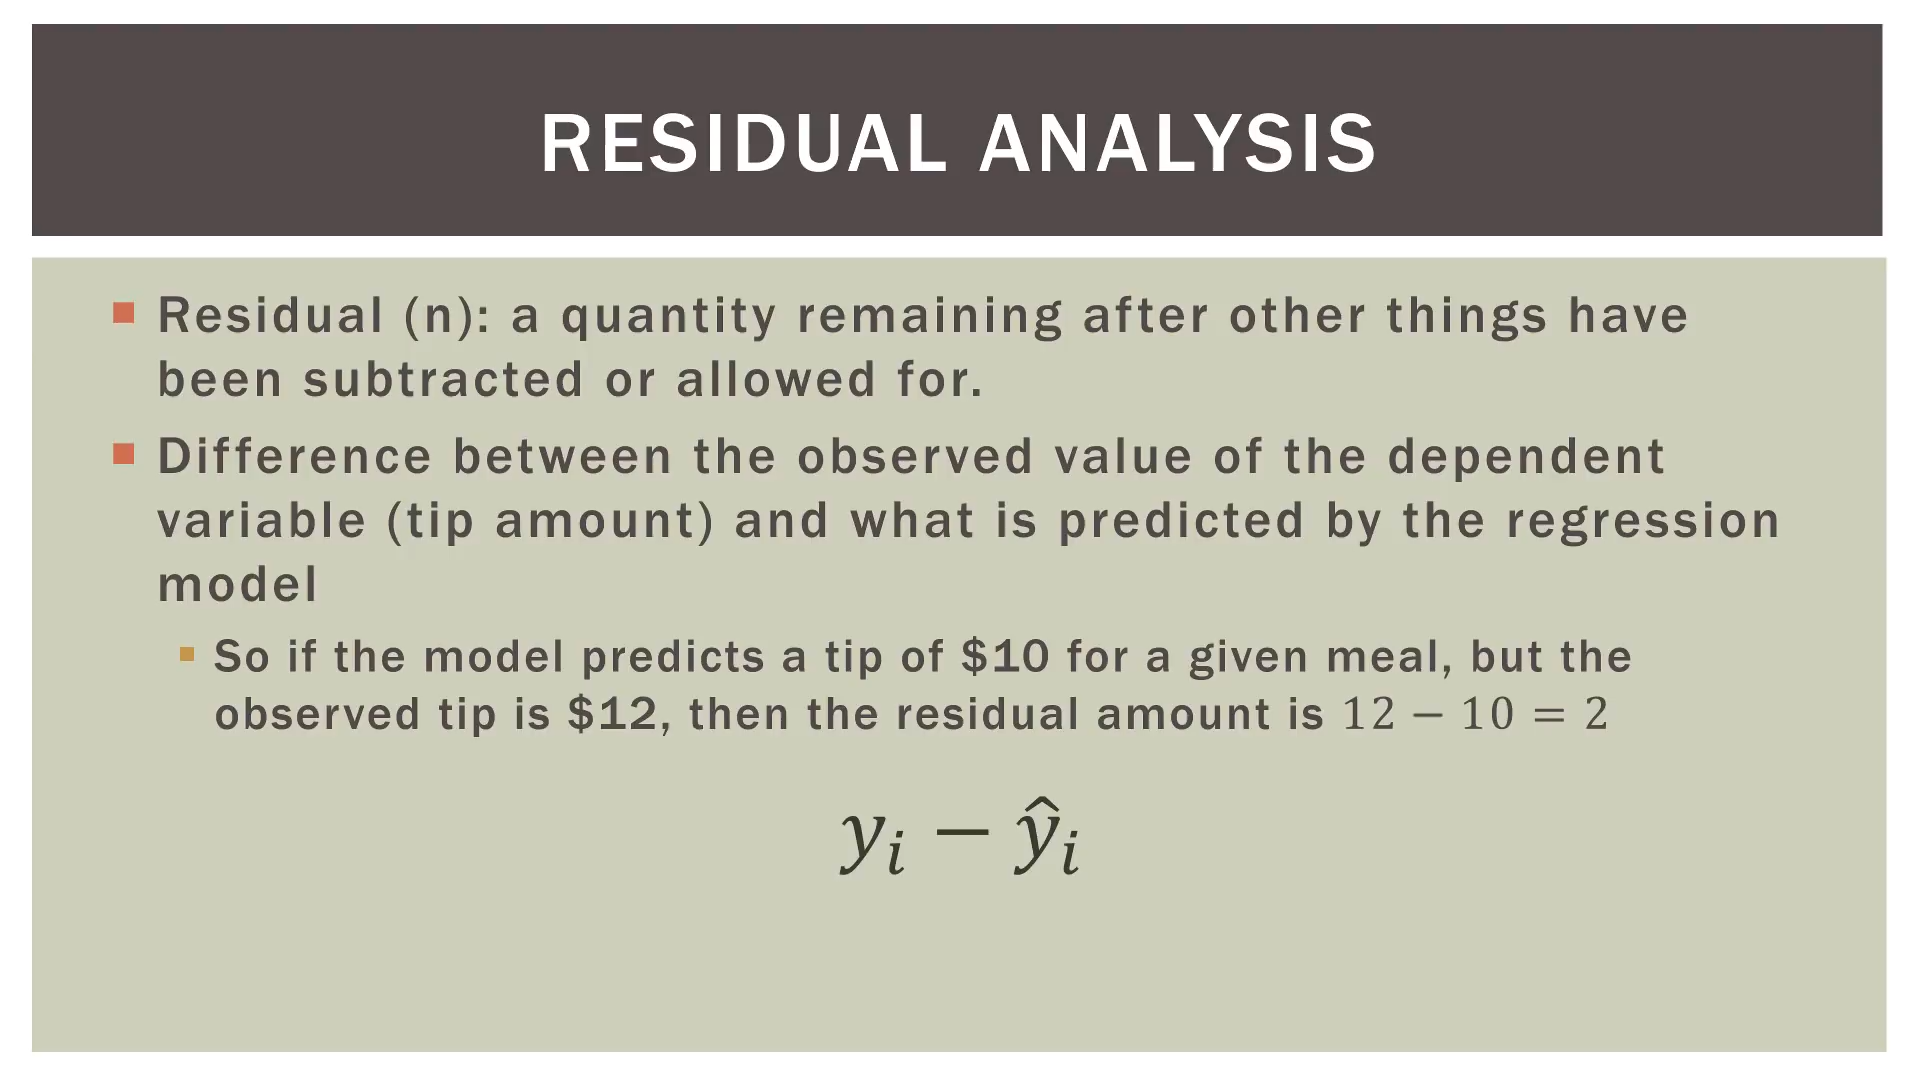 RESIDUAL ANALYSIS
Residual (n): a quantity remaining after other things have
been subtracted or allowed for.
Difference between the observed value of the dependent
variable (tip amount) and what is predicted by the regression
model
So if the model predicts a tip of $10 for a given meal, but the
observed tip is $12, then the residual amount is 12 − 10 = 2
yᵢ − ŷᵢ